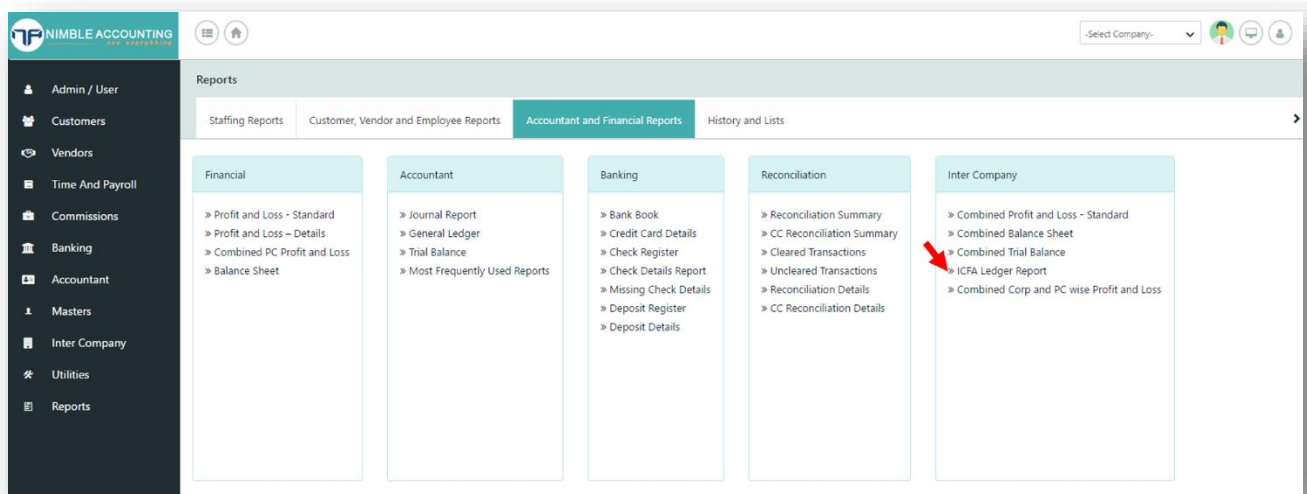 NIMBLE ACCOUNTING
-Select Company-
Admin / User
Customers
Vendors
Time And Payroll
Commissions
Banking
Accountant
Masters
Inter Company
Utilities
Reports
Reports
Staffing Reports
Customer, Vendor and Employee Reports
Accountant and Financial Reports
History and Lists
Financial
» Profit and Loss - Standard
» Profit and Loss – Details
» Combined PC Profit and Loss
» Balance Sheet
Accountant
» Journal Report
» General Ledger
» Trial Balance
» Most Frequently Used Reports
Banking
» Bank Book
» Credit Card Details
» Check Register
» Check Details Report
» Missing Check Details
» Deposit Register
» Deposit Details
Reconciliation
» Reconciliation Summary
» CC Reconciliation Summary
» Cleared Transactions
» Uncleared Transactions
» Reconciliation Details
» CC Reconciliation Details
Inter Company
» Combined Profit and Loss - Standard
» Combined Balance Sheet
» Combined Trial Balance
» ICFA Ledger Report
» Combined Corp and PC wise Profit and Loss